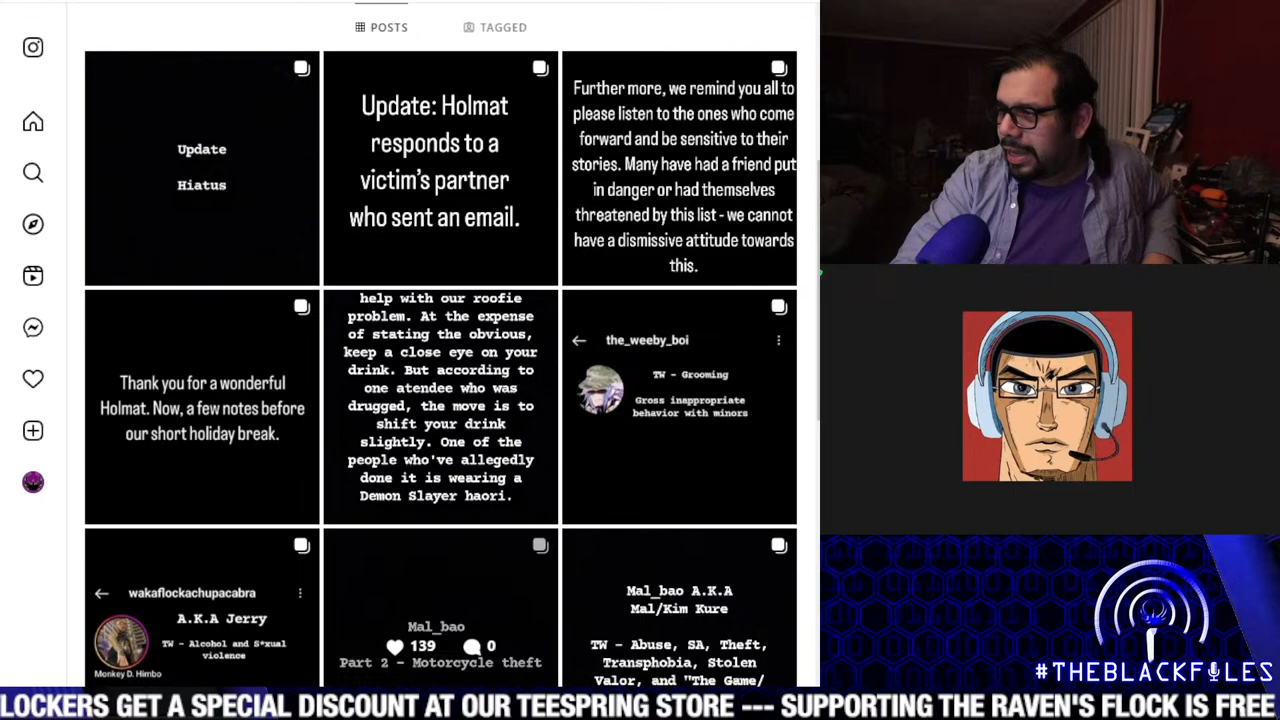 POSTS
TAGGED
Update
Hiatus
Update: Holmat
responds to a
victim's partner
who sent an email.
Further more, we remind you all to
please listen to the ones who come
forward and be sensitive to their
stories. Many have had a friend put
in danger or had themselves
threatened by this list - we cannot
have a dismissive attitude towards
this.
Thank you for a wonderful
Holmat. Now, a few notes before
our short holiday break.
help with our roofie
problem. At the expense
of stating the obvious,
keep a close eye on your
drink. But according to
one atendee who was
drugged, the move is to
shift your drink
slightly. One of the
people who've allegedly
done it is wearing a
Demon Slayer haori.
the_weeby_boi
TW - Grooming
Gross inappropriate
behavior with minors
wakaflockachupacabra
A.K.A Jerry
TW - Alcohol and S*xual
violence
Monkey D. Himbo
Mal_bao
139 0
Part 2 - Motorcycle theft
Mal_bao A.K.A
Mal/Kim Kure
TW - Abuse, SA, Theft,
Transphobia, Stolen
Valor, and "The Game/
#THEBLACKFILES
LOCKERS GET A SPECIAL DISCOUNT AT OUR TEESPRING STORE --- SUPPORTING THE RAVEN'S FLOCK IS FREE